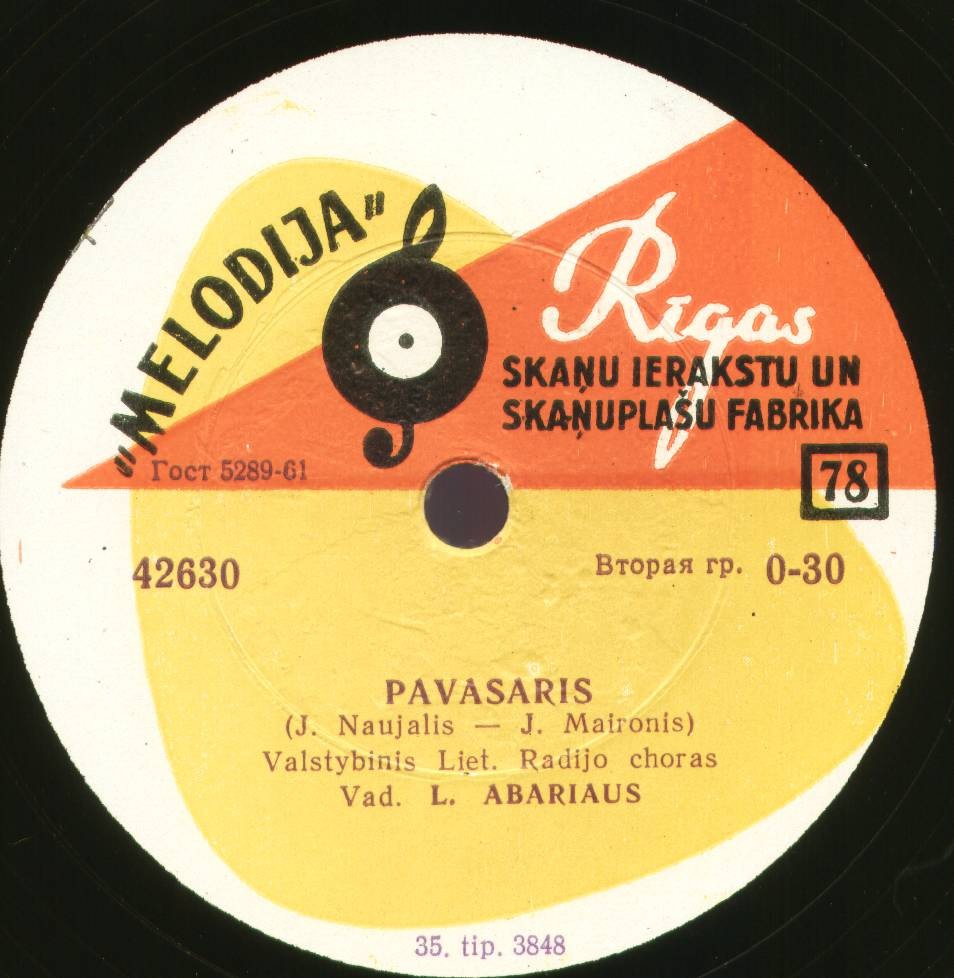 „MELODIJA"
Rīgas
SKAŅU IERAKSTU UN
SKAŅUPLAŠU FABRIKA
Гост 5289-61
78
42630
Вторая гр. 0-30
PAVASARIS
(J. Naujalis — J. Maironis)
Valstybinis Liet. Radijo choras
Vad. L. ABARIAUS
35. tip. 3848